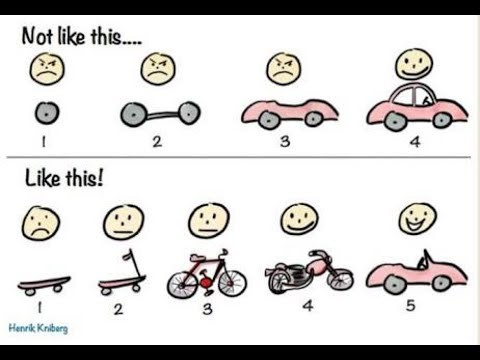 Not like this....
1 2 3 4
Like this!
1 2 3 4 5
Henrik Kniberg